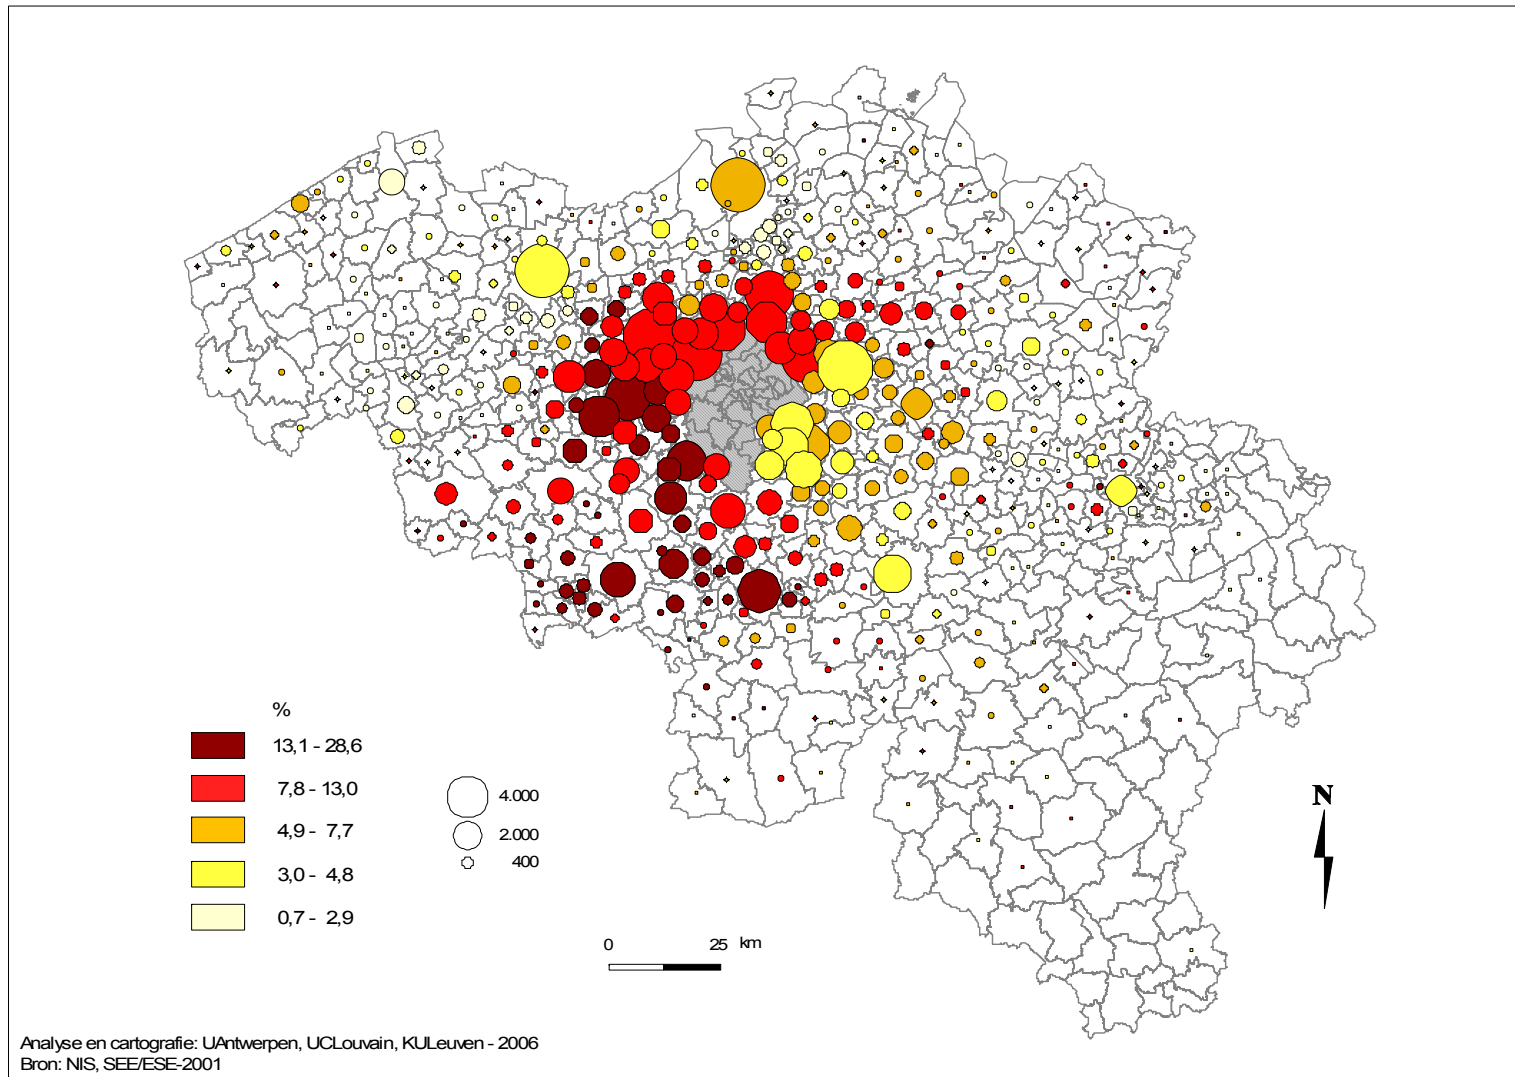 %
13,1 - 28,6
7,8 - 13,0
4,9 - 7,7
3,0 - 4,8
0,7 - 2,9
4.000
2.000
400
0 25 km
N
Analyse en cartografie: UAntwerpen, UCLouvain, KULeuven - 2006
Bron: NIS, SEE/ESE-2001